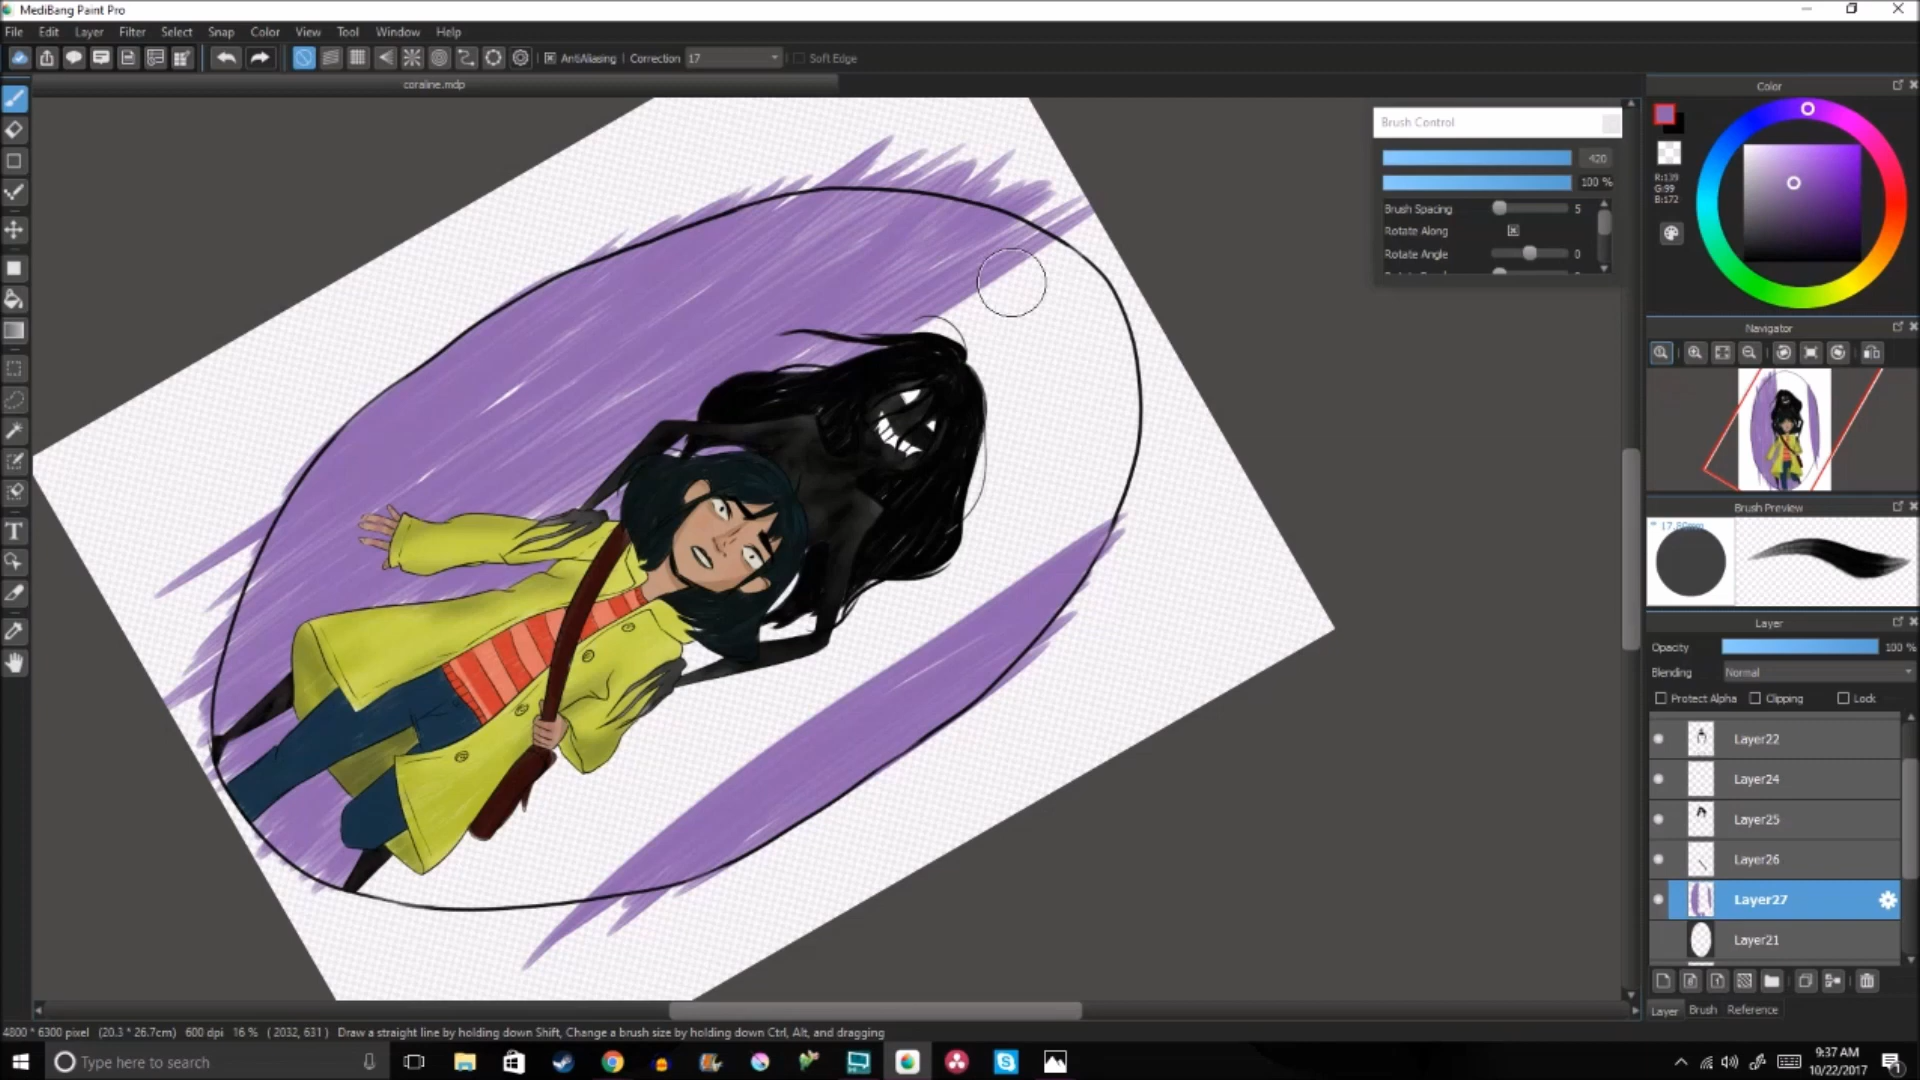 MediBang Paint Pro
File Edit Layer Filter Select Snap Color View Tool Window Help
AntiAliasing Correction 17 Soft Edge
coraline.mdp
Color
R:139
G:99
B:172
Brush Control
420
100 %
Brush Spacing 5
Rotate Along
Rotate Angle 0
Navigator
Brush Preview
Layer
Opacity 100 %
Blending Normal
Protect Alpha Clipping Lock
Layer22
Layer24
Layer25
Layer26
Layer27
Layer21
Layer Brush Reference
4800 * 6300 pixel (20.3 * 26.7cm) 600 dpi 16 % ( 2032, 631 ) Draw a straight line by holding down Shift, Change a brush size by holding down Ctrl, Alt, and dragging
Type here to search
9:37 AM
10/22/2017